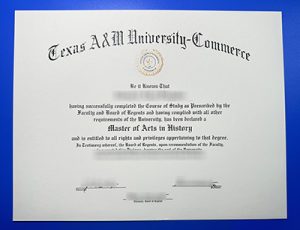 Texas A&M University-Commerce
Be it Known That
having successfully completed the Course of Study as Prescribed by the
Faculty and Board of Regents and having complied with all other
requirements of the University, has been declared a
Master of Arts in History
and is entitled to all rights and privileges appertaining to that degree.
In Testimony whereof, the Board of Regents, upon recommendation of the Faculty,